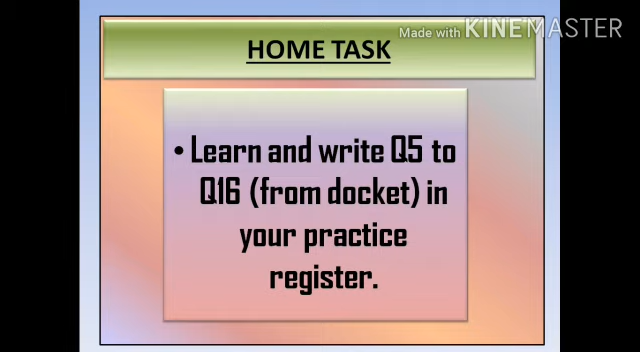 Made with KINEMASTER
HOME TASK
• Learn and write Q5 to
Q16 (from docket) in
your practice
register.